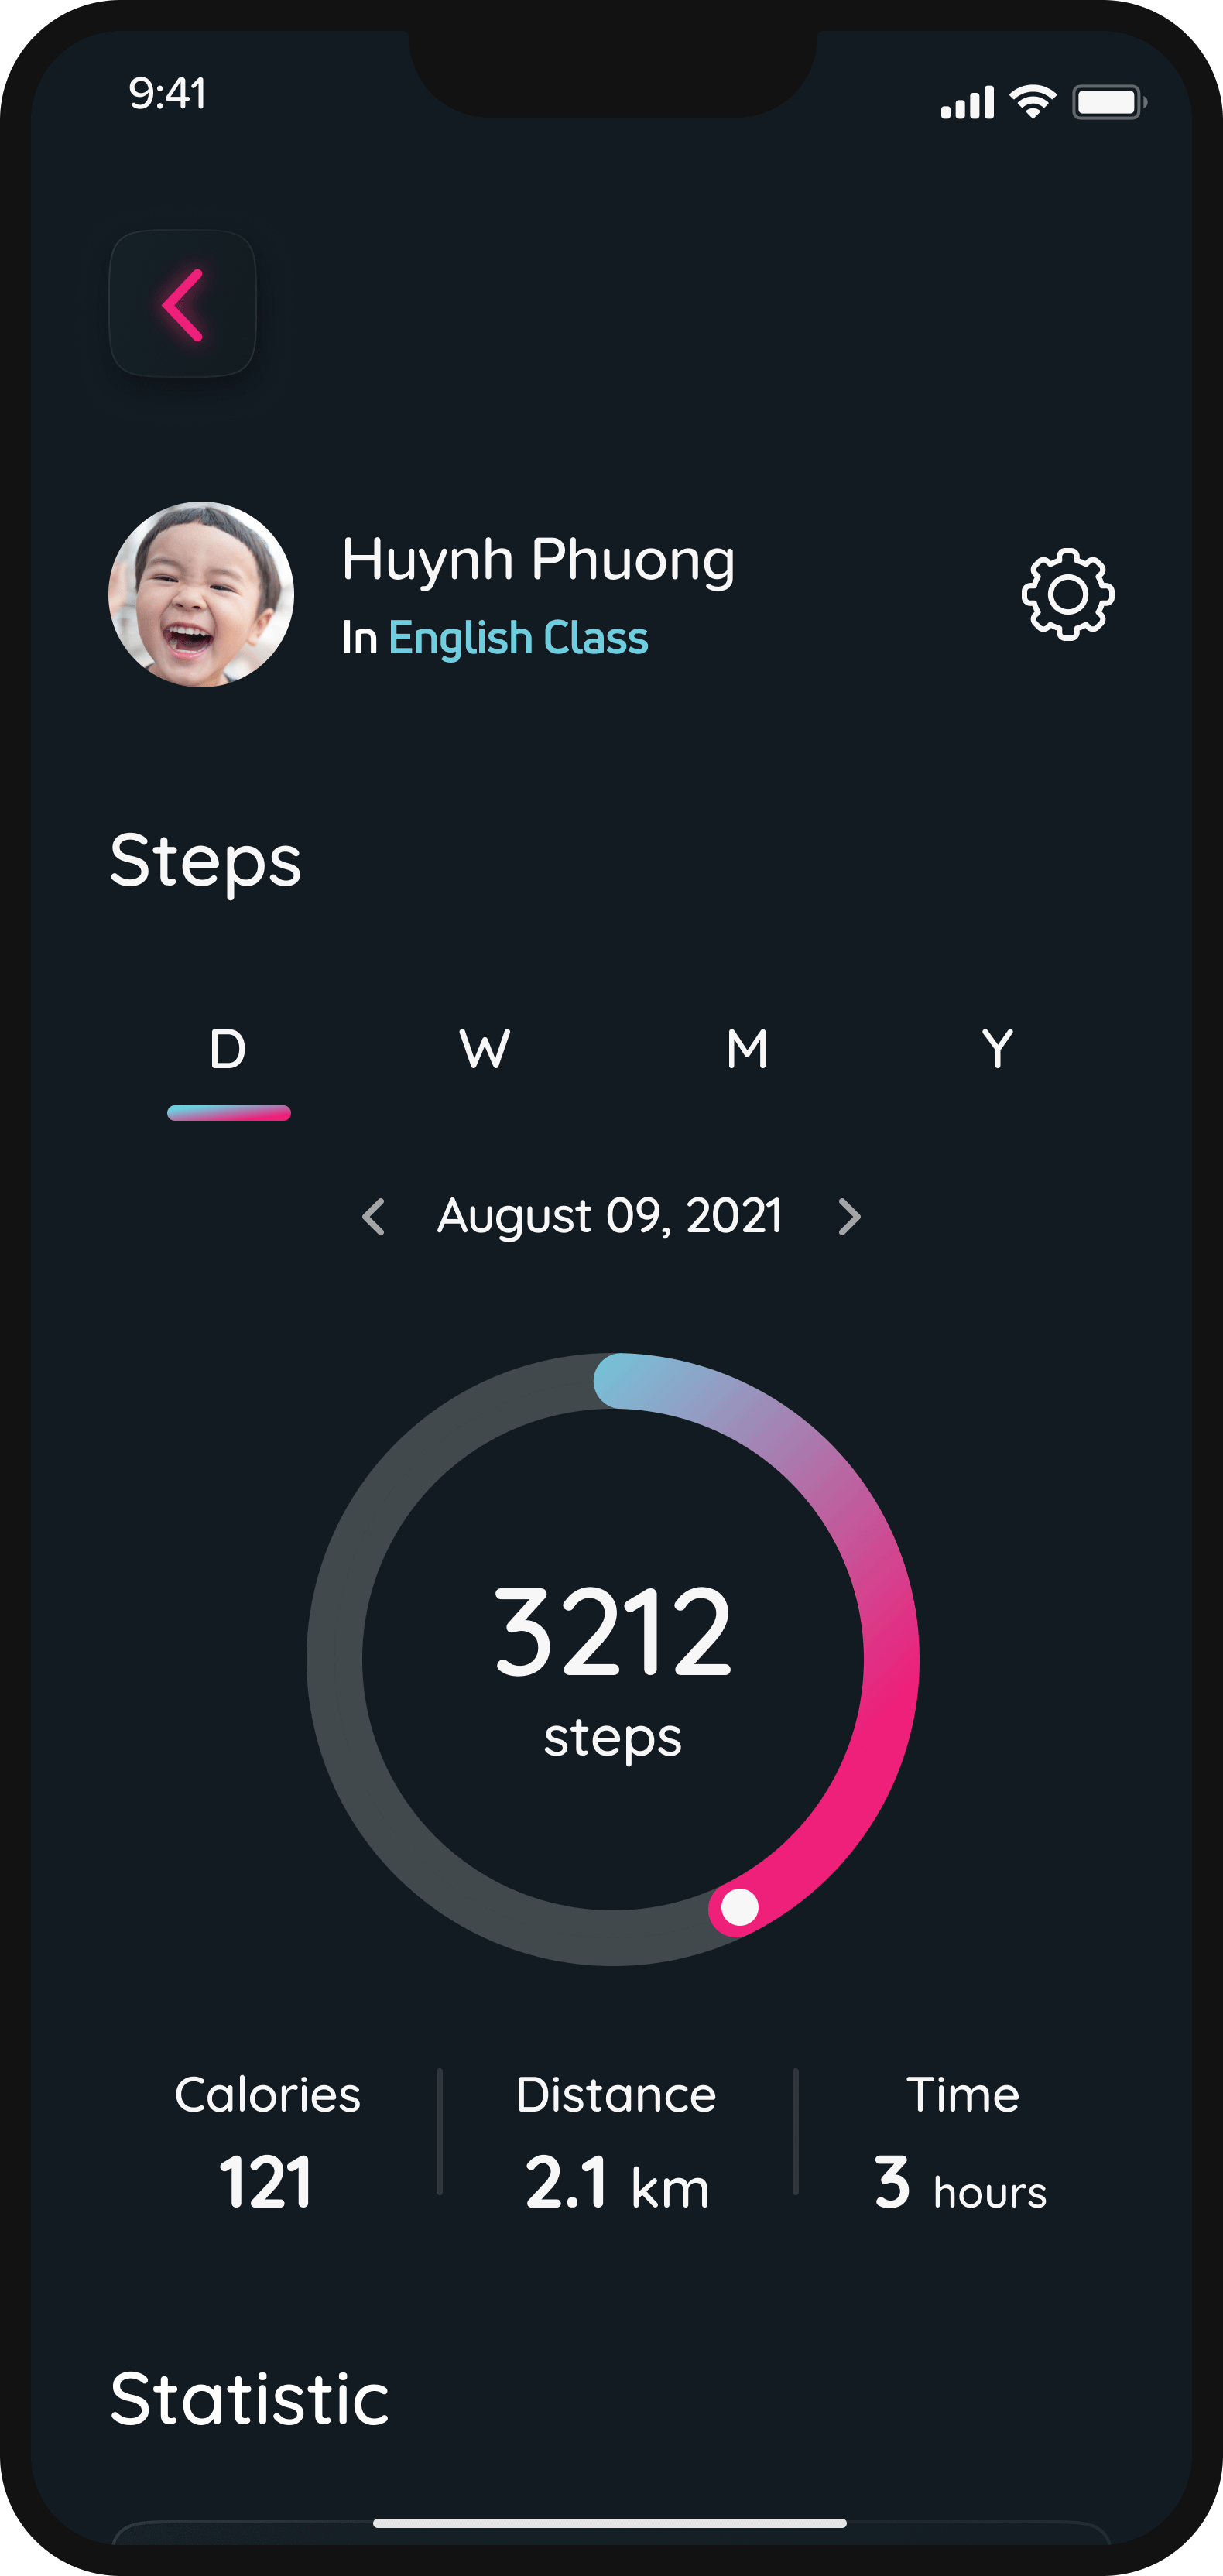 9:41
Huynh Phuong
In English Class
Steps
D W M Y
August 09, 2021
3212
steps
Calories Distance Time
121 2.1 km 3 hours
Statistic